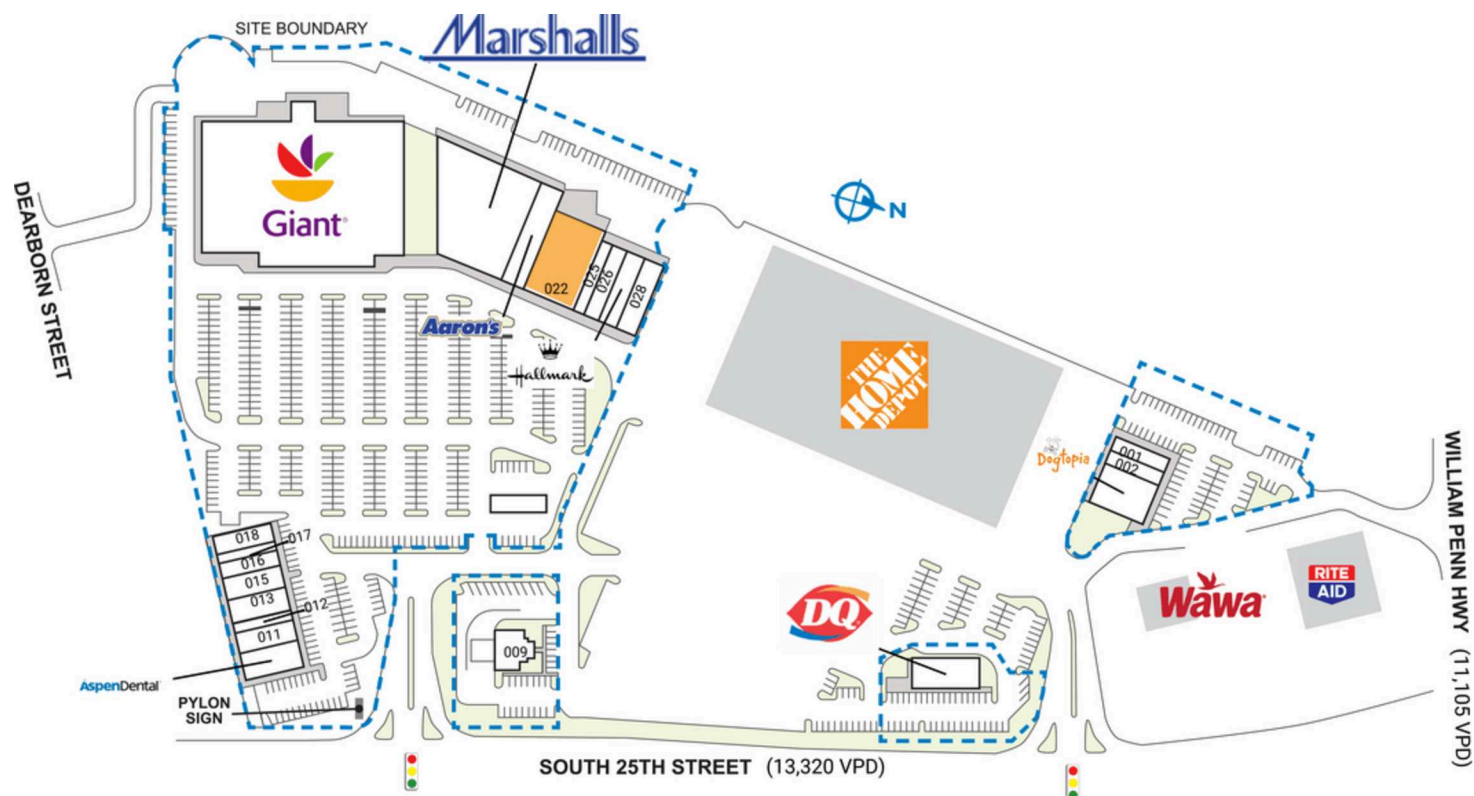 SITE BOUNDARY
Marshalls
Giant
DEARBORN STREET
N
022
025
026
028
Aaron's
Hallmark
THE
HOME
DEPOT
Dogtopia
001
002
WILLIAM PENN HWY (11,105 VPD)
018
017
016
015
013
012
011
009
DQ
Wawa
RITE
AID
AspenDental
PYLON
SIGN
SOUTH 25TH STREET (13,320 VPD)